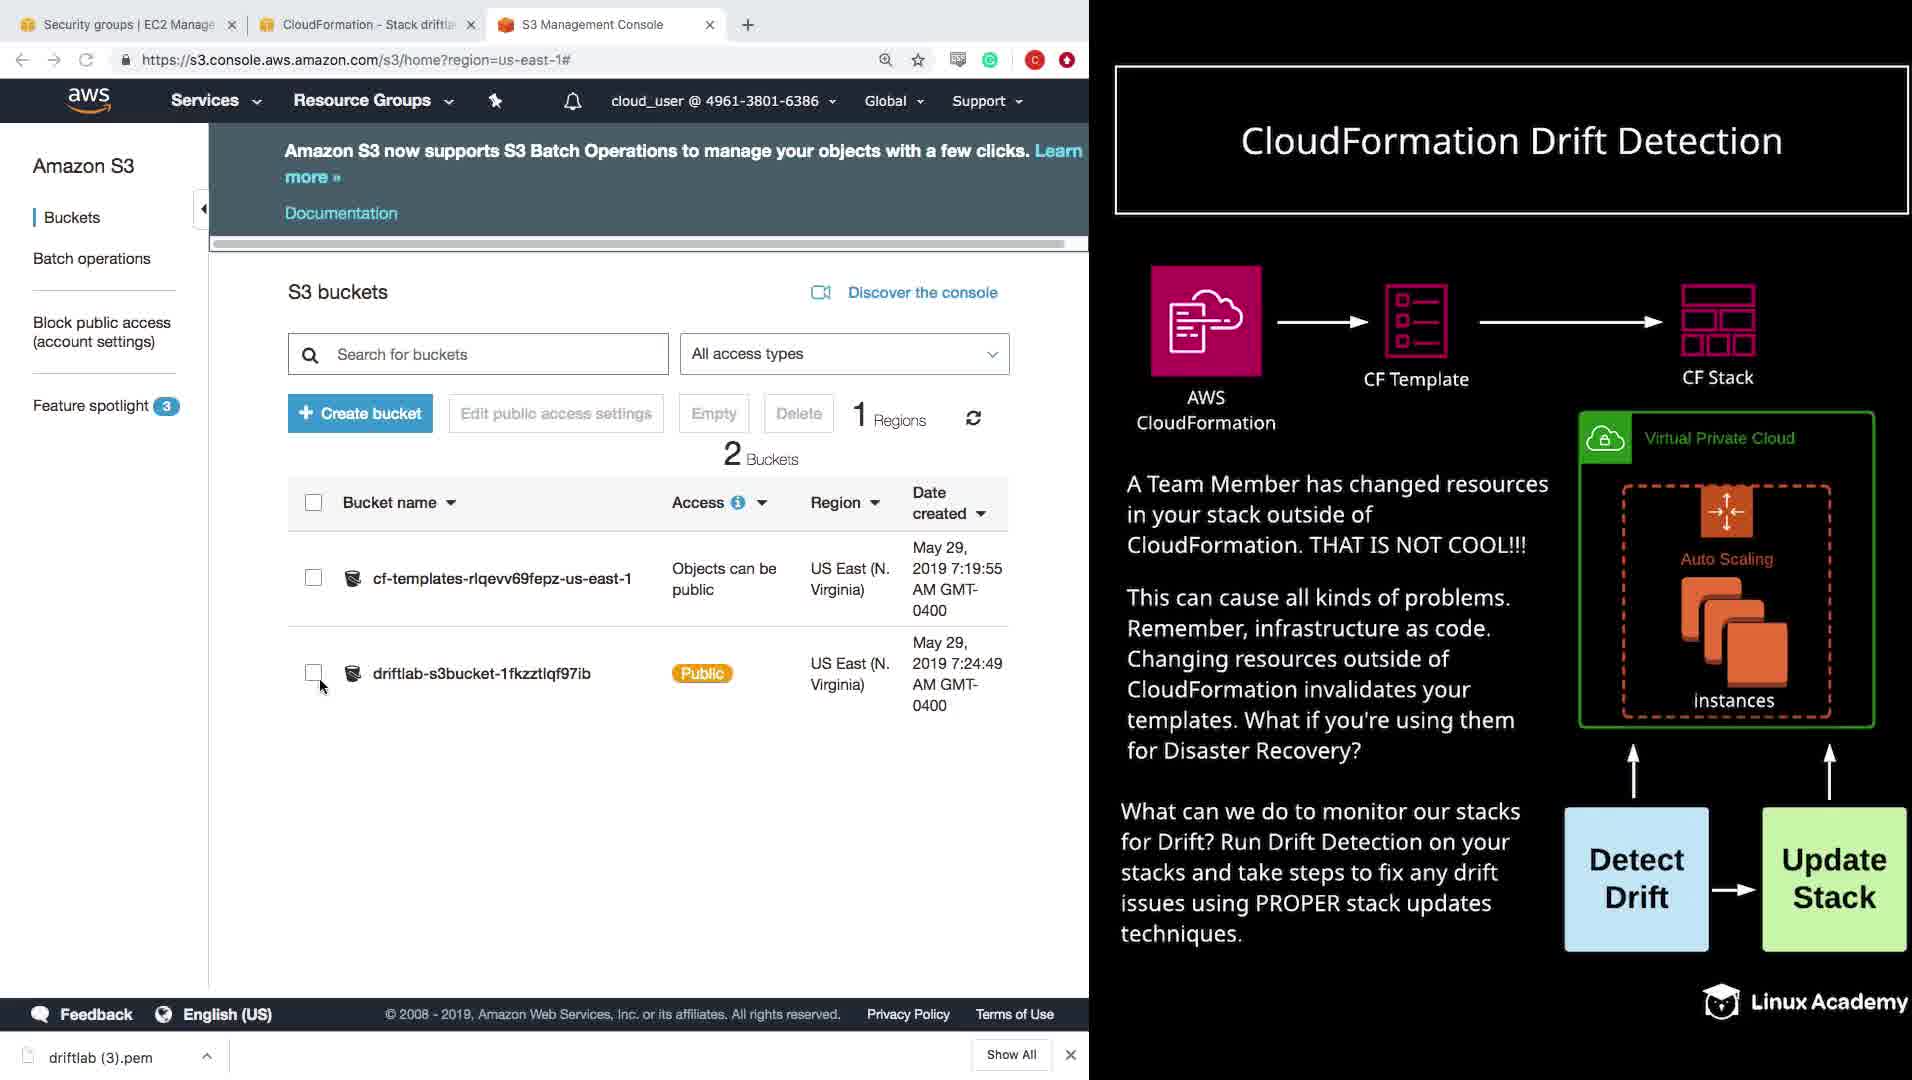 Security groups | EC2 Manage
CloudFormation - Stack drift
S3 Management Console
https://s3.console.aws.amazon.com/s3/home?region=us-east-1#
aws
Services
Resource Groups
cloud_user @ 4961-3801-6386
Global
Support
Amazon S3
Buckets
Batch operations
Block public access
(account settings)
Feature spotlight 3
Amazon S3 now supports S3 Batch Operations to manage your objects with a few clicks. Learn
more »
Documentation
S3 buckets
Discover the console
Search for buckets
All access types
+ Create bucket
Edit public access settings
Empty
Delete
1 Regions
2 Buckets
Bucket name
Access
Region
Date
created
cf-templates-rlqevv69fepz-us-east-1
Objects can be
public
US East (N.
Virginia)
May 29,
2019 7:19:55
AM GMT-
0400
driftlab-s3bucket-1fkzztlqf97ib
Public
US East (N.
Virginia)
May 29,
2019 7:24:49
AM GMT-
0400
Feedback
English (US)
© 2008 - 2019, Amazon Web Services, Inc. or its affiliates. All rights reserved.
Privacy Policy
Terms of Use
driftlab (3).pem
Show All
CloudFormation Drift Detection
AWS
CloudFormation
CF Template
CF Stack
Virtual Private Cloud
Auto Scaling
instances
A Team Member has changed resources
in your stack outside of
CloudFormation. THAT IS NOT COOL!!!
This can cause all kinds of problems.
Remember, infrastructure as code.
Changing resources outside of
CloudFormation invalidates your
templates. What if you're using them
for Disaster Recovery?
What can we do to monitor our stacks
for Drift? Run Drift Detection on your
stacks and take steps to fix any drift
issues using PROPER stack updates
techniques.
Detect
Drift
Update
Stack
Linux Academy